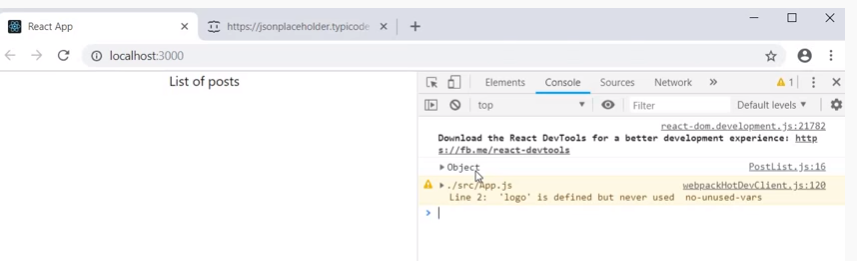 React App
https://jsonplaceholder.typicode
localhost:3000
List of posts
Elements Console Sources Network » 1
top Filter Default levels
react-dom.development.js:21782
Download the React DevTools for a better development experience: http
s://fb.me/react-devtools
Object PostList.js:16
./src/App.js webpackHotDevClient.js:120
Line 2: 'logo' is defined but never used no-unused-vars